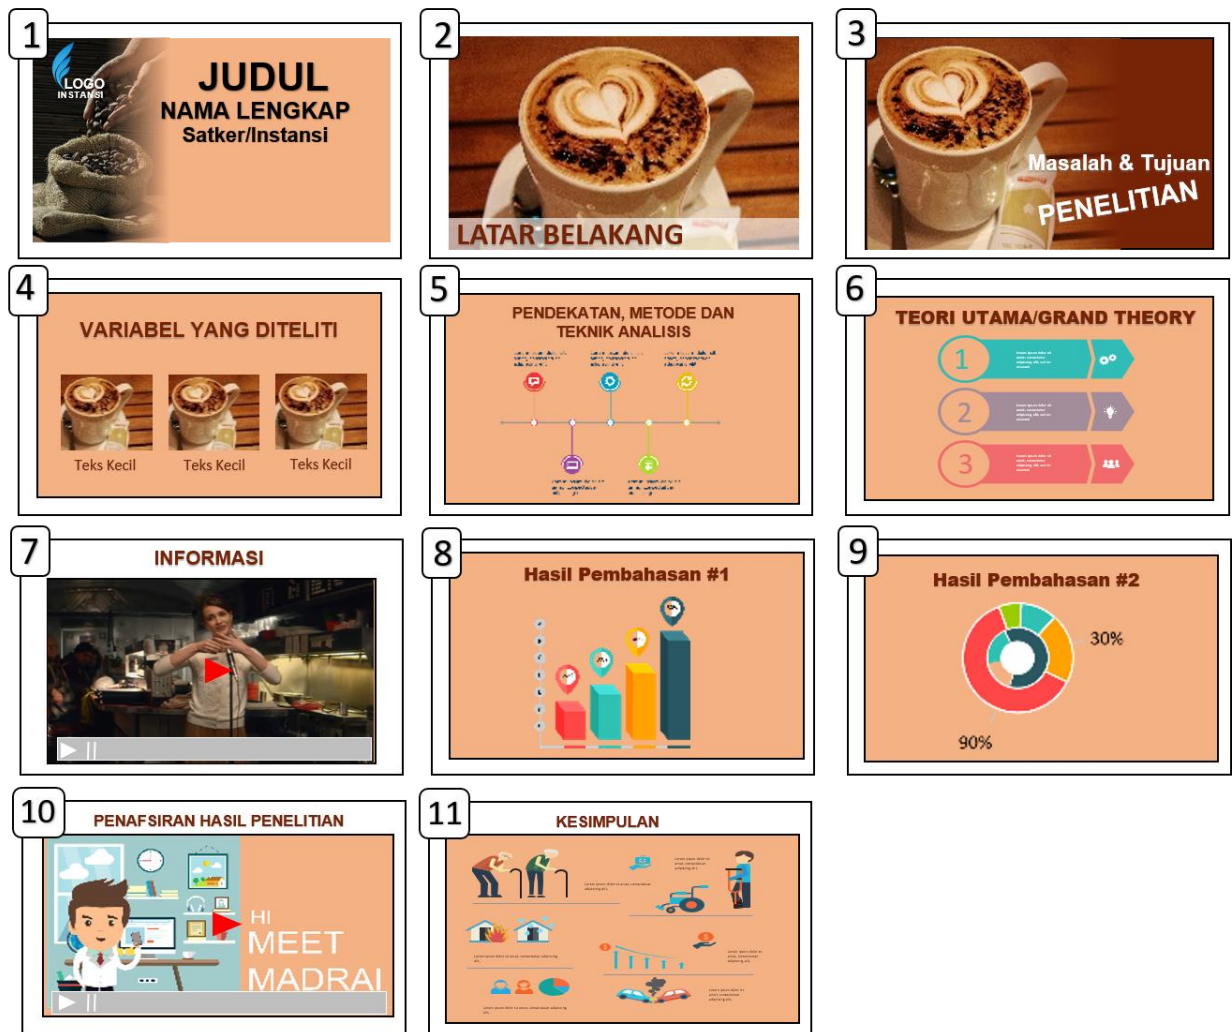 1
LOGO
INSTANSI
JUDUL
NAMA LENGKAP
Satker/Instansi
2
LATAR BELAKANG
3
Masalah & Tujuan
PENELITIAN
4
VARIABEL YANG DITELITI
Teks Kecil
Teks Kecil
Teks Kecil
5
PENDEKATAN, METODE DAN
TEKNIK ANALISIS
6
TEORI UTAMA/GRAND THEORY
1
2
3
7
INFORMASI
8
Hasil Pembahasan #1
9
Hasil Pembahasan #2
30%
90%
10
PENAFSIRAN HASIL PENELITIAN
HI
MEET
MADRAI
11
KESIMPULAN